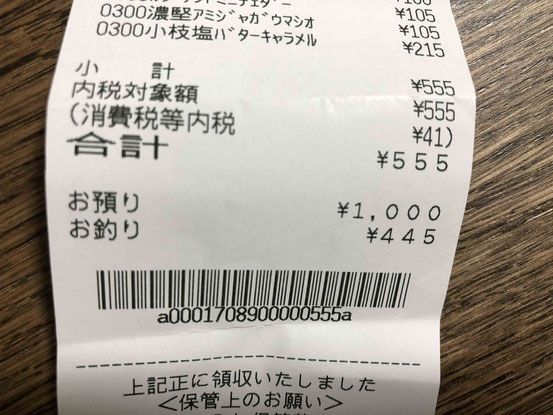 ¥105
0300濃堅アミジャガウマシオ ¥105
0300小枝塩バターキャラメル ¥215
小　計 ¥555
内税対象額 ¥555
(消費税等内税 ¥41)
合計 ¥555
お預り ¥1,000
お釣り ¥445
a0001708900000555a
上記正に領収いたしました
<保管上のお願い>